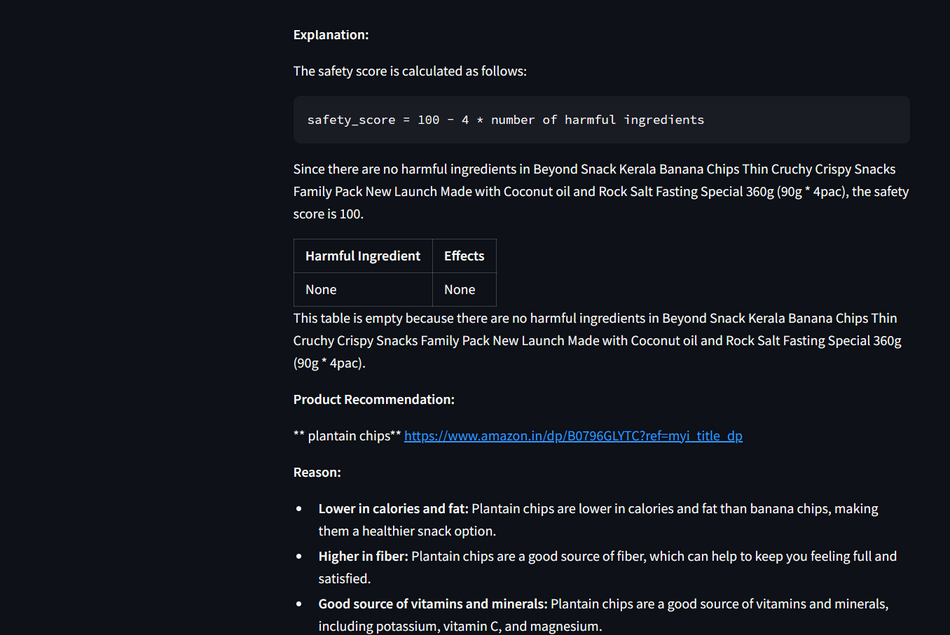 Explanation:
The safety score is calculated as follows:
safety_score = 100 - 4 * number of harmful ingredients
Since there are no harmful ingredients in Beyond Snack Kerala Banana Chips Thin Cruchy Crispy Snacks
Family Pack New Launch Made with Coconut oil and Rock Salt Fasting Special 360g (90g * 4pac), the safety
score is 100.
Harmful Ingredient Effects
None None
This table is empty because there are no harmful ingredients in Beyond Snack Kerala Banana Chips Thin
Cruchy Crispy Snacks Family Pack New Launch Made with Coconut oil and Rock Salt Fasting Special 360g
(90g * 4pac).
Product Recommendation:
** plantain chips** https://www.amazon.in/dp/B0796GLYTC?ref=myi_title_dp
Reason:
• Lower in calories and fat: Plantain chips are lower in calories and fat than banana chips, making
them a healthier snack option.
• Higher in fiber: Plantain chips are a good source of fiber, which can help to keep you feeling full and
satisfied.
• Good source of vitamins and minerals: Plantain chips are a good source of vitamins and minerals,
including potassium, vitamin C, and magnesium.